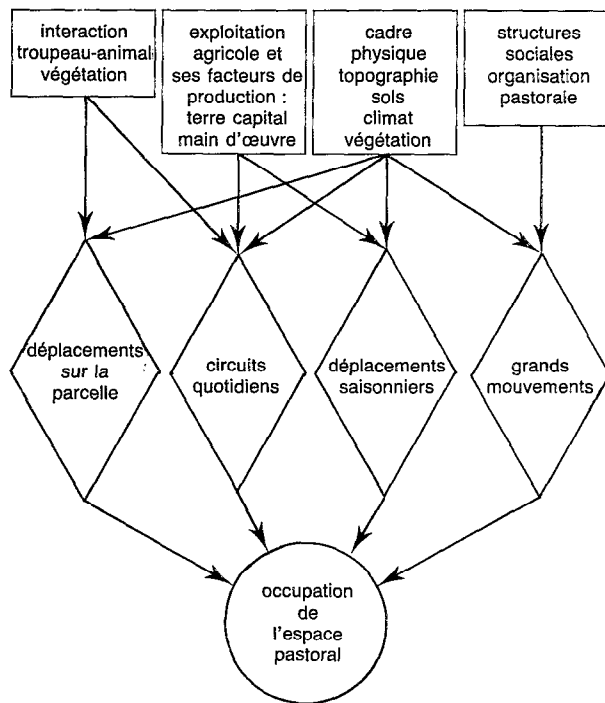 interaction
troupeau-animal
végétation
exploitation
agricole et
ses facteurs de
production :
terre capital
main d'œuvre
cadre
physique
topographie
sols
climat
végétation
structures
sociales
organisation
pastorale
déplacements
sur la
parcelle
circuits
quotidiens
déplacements
saisonniers
grands
mouvements
occupation
de
l'espace
pastoral